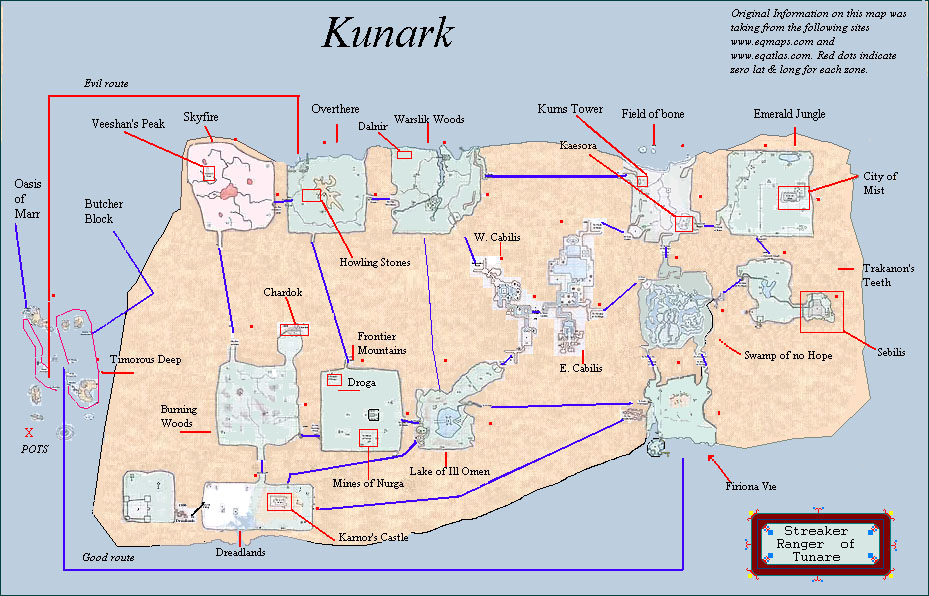 Kunark
Original Information on this map was
taking from the following sites
www.eqmaps.com and
www.eqatlas.com. Red dots indicate
zero lat & long for each zone.
Evil route
Veeshan's Peak
Skyfire
Overthere
Dalnir
Warslik Woods
Kurns Tower
Kaesora
Field of bone
Emerald Jungle
City of
Mist
Oasis
of
Marr
Butcher
Block
Howling Stones
W. Cabilis
Trakanon's
Teeth
Chardok
Frontier
Mountains
Timorous Deep
Droga
E. Cabilis
Swamp of no Hope
Sebilis
Burning
Woods
X
POTS
Lake of Ill Omen
Mines of Nurga
Firiona Vie
Dreadlands
Karnor's Castle
Dreadlands
Good route
Streaker
Ranger of
Tunare